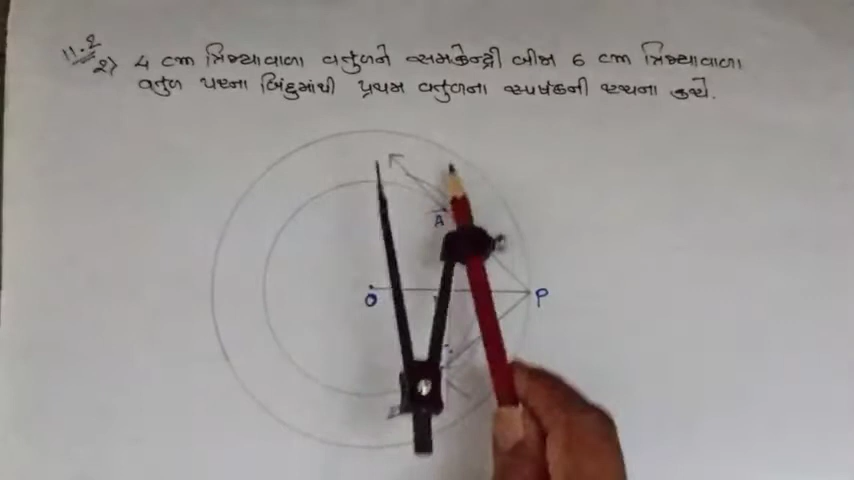 11.2
2) 4 cm ત્રિજ્યાવાળા વર્તુળને સમકેન્દ્રી બીજા 6 cm ત્રિજ્યાવાળા
વર્તુળ પરના બિંદુમાંથી પ્રથમ વર્તુળના સ્પર્શકની રચના કરો.
A
O P